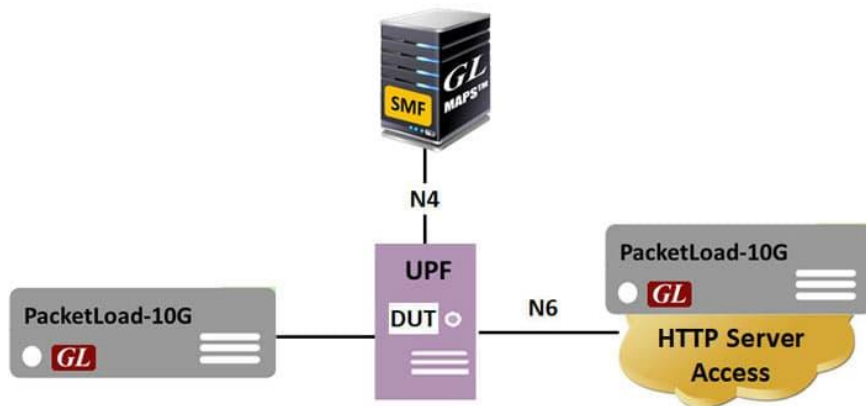 GL
MAPS™
SMF
N4
UPF
DUT
PacketLoad-10G
GL
N6
PacketLoad-10G
GL
HTTP Server
Access